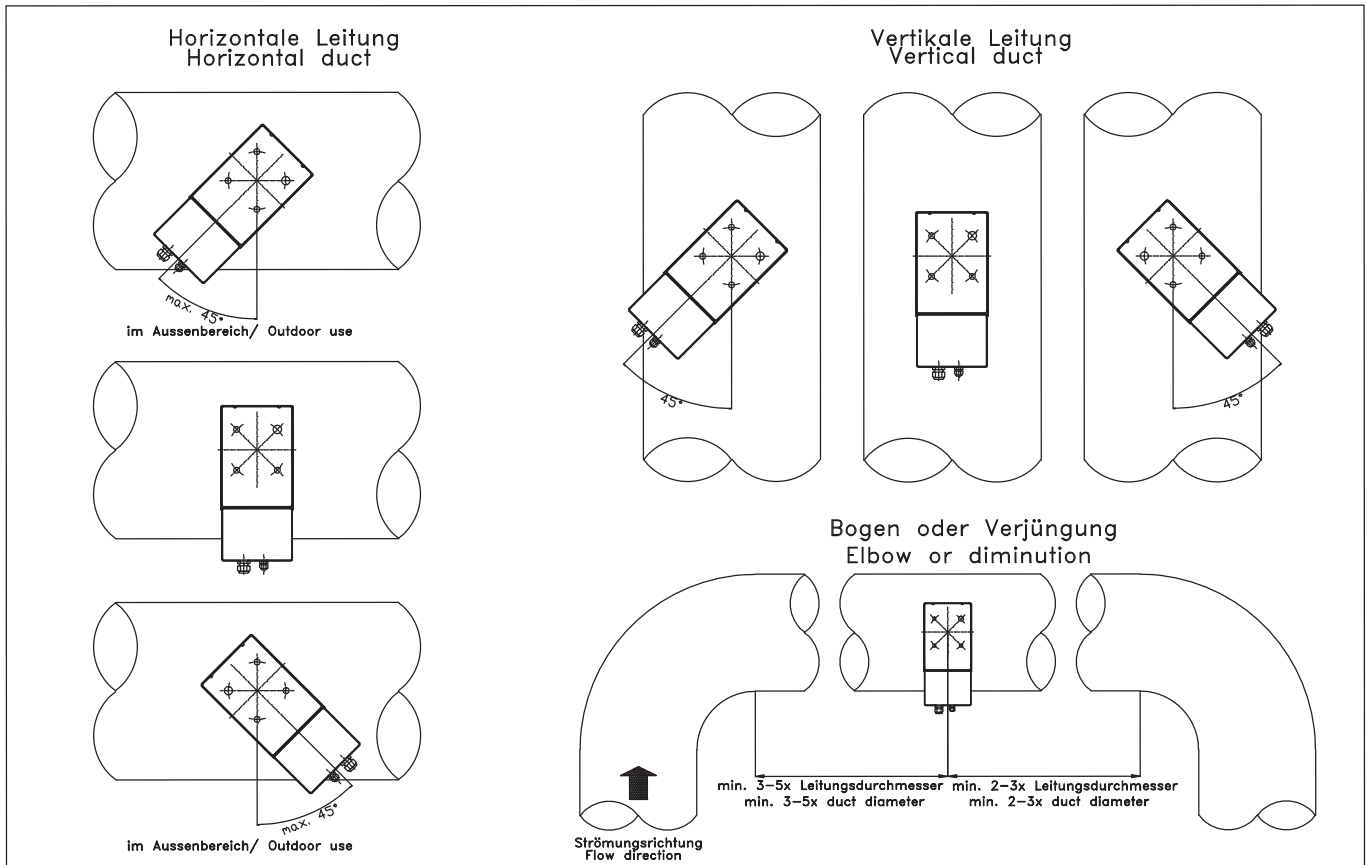 Horizontale Leitung
Horizontal duct
max. 45°
im Aussenbereich/ Outdoor use
max. 45°
im Aussenbereich/ Outdoor use
Vertikale Leitung
Vertical duct
45°
45°
Bogen oder Verjüngung
Elbow or diminution
min. 3-5x Leitungsdurchmesser
min. 3-5x duct diameter
min. 2-3x Leitungsdurchmesser
min. 2-3x duct diameter
Strömungsrichtung
Flow direction